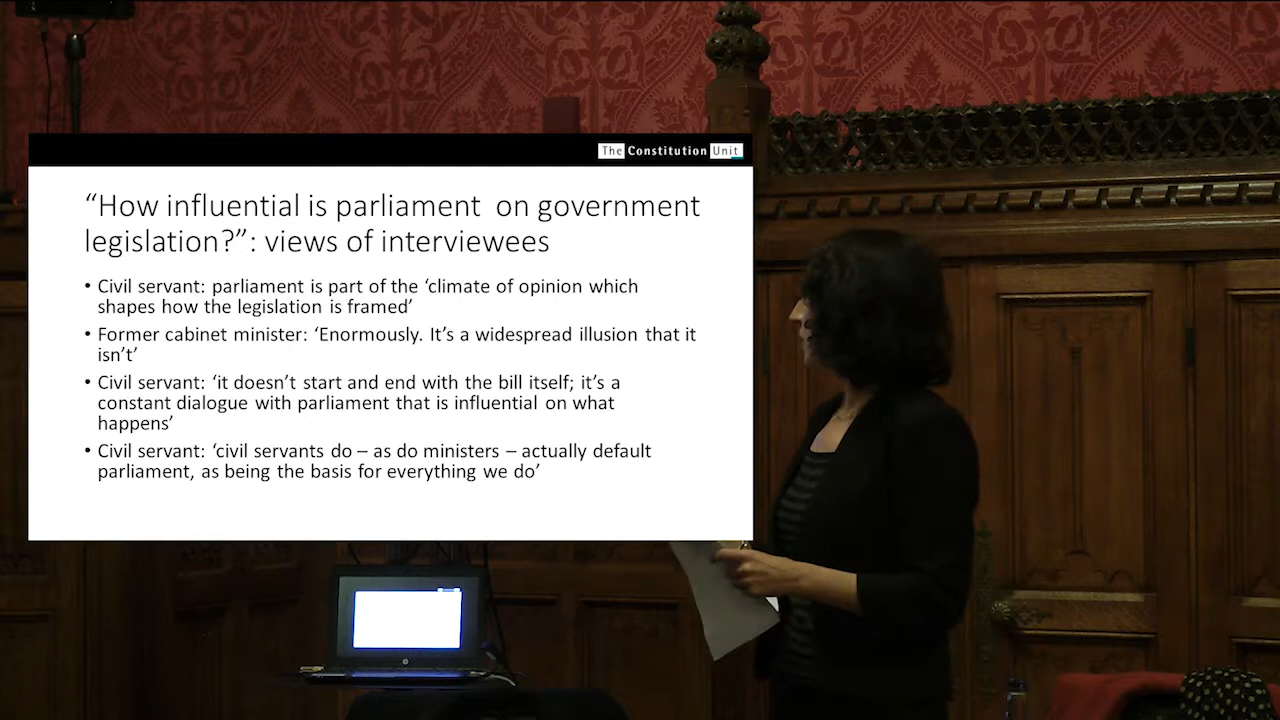 The Constitution Unit
“How influential is parliament on government
legislation?”: views of interviewees
• Civil servant: parliament is part of the ‘climate of opinion which
shapes how the legislation is framed’
• Former cabinet minister: ‘Enormously. It’s a widespread illusion that it
isn’t’
• Civil servant: ‘it doesn’t start and end with the bill itself; it’s a
constant dialogue with parliament that is influential on what
happens’
• Civil servant: ‘civil servants do – as do ministers – actually default
parliament, as being the basis for everything we do’